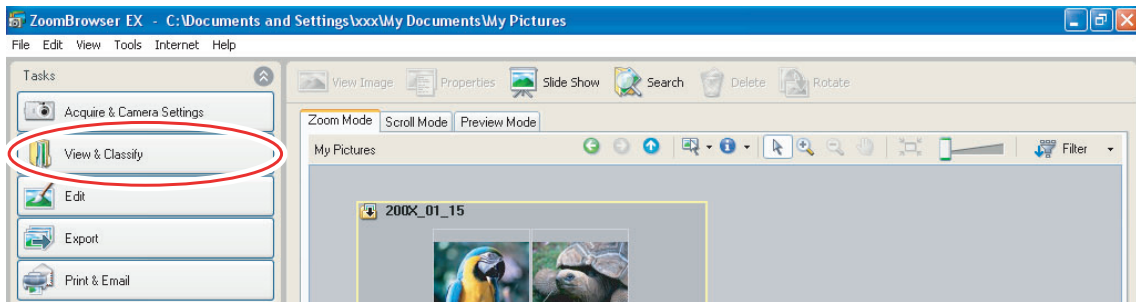 ZoomBrowser EX - C:\Documents and Settings\xxx\My Documents\My Pictures
File Edit View Tools Internet Help
Tasks
View Image Properties Slide Show Search Delete Rotate
Acquire & Camera Settings
Zoom Mode Scroll Mode Preview Mode
View & Classify
My Pictures
Filter
Edit
200X_01_15
Export
Print & Email